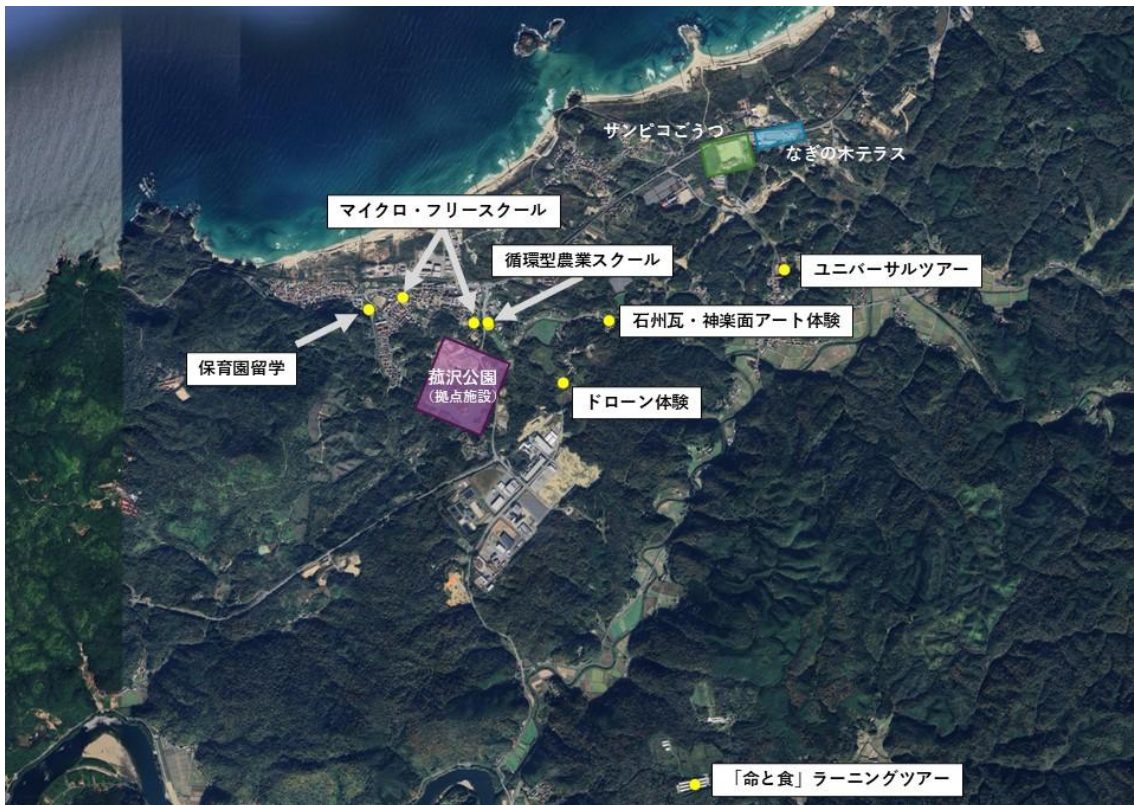 サンピコごうつ
なぎの木テラス
マイクロ・フリースクール
循環型農業スクール
ユニバーサルツアー
石州瓦・神楽面アート体験
保育園留学
菰沢公園
（拠点施設）
ドローン体験
「命と食」ラーニングツアー